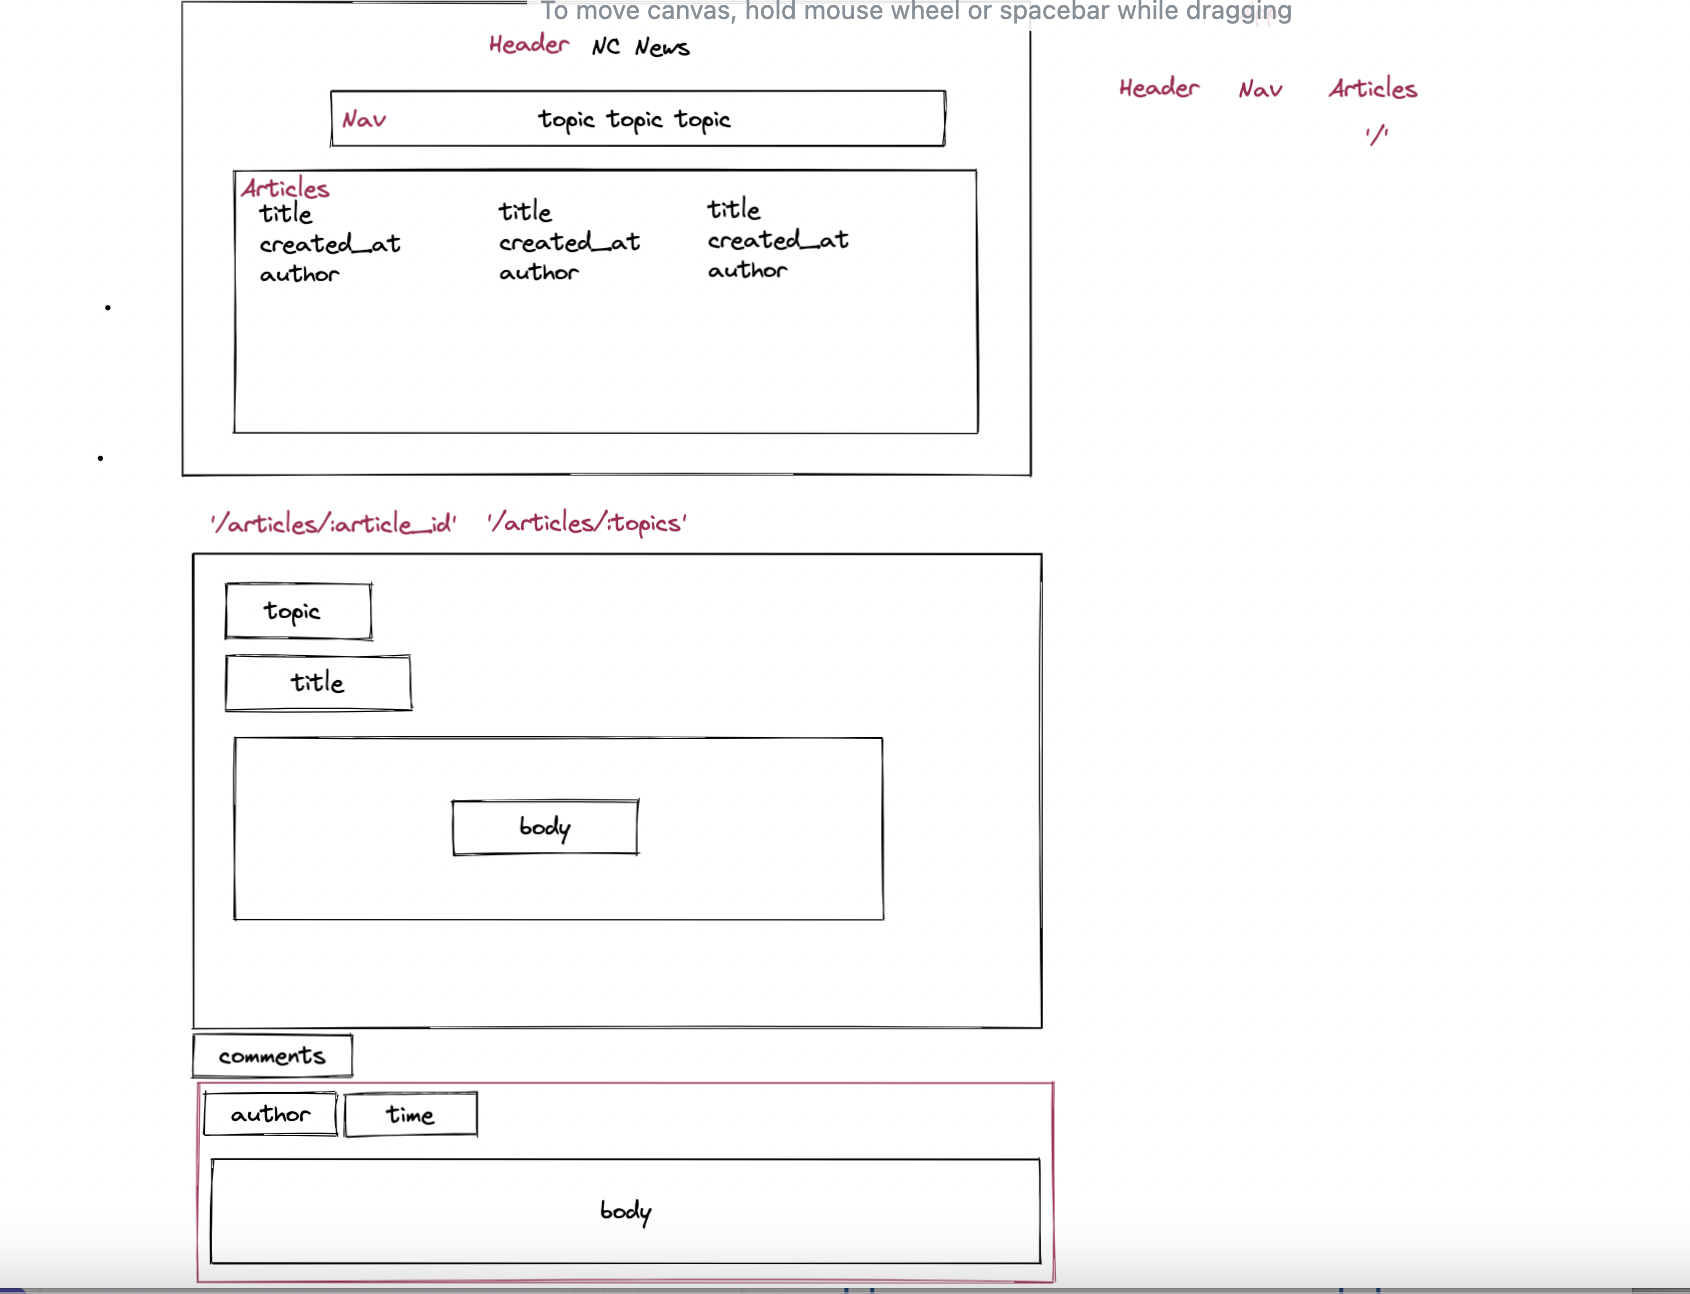 To move canvas, hold mouse wheel or spacebar while dragging
Header NC News
Nav topic topic topic
Articles
title title title
created_at created_at created_at
author author author
Header Nav Articles
'/'
'/articles/:article_id' '/articles/:topics'
topic
title
body
comments
author time
body